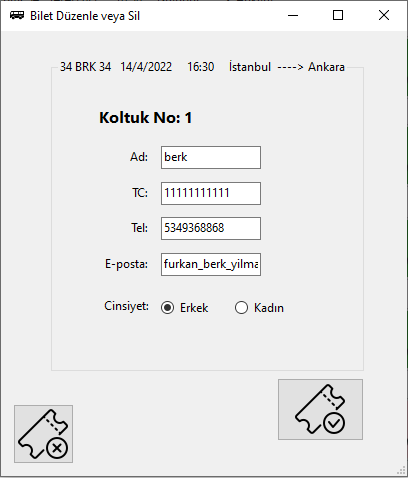 Bilet Düzenle veya Sil
34 BRK 34 14/4/2022 16:30 İstanbul ----> Ankara
Koltuk No: 1
Ad: berk
TC: 11111111111
Tel: 5349368868
E-posta: furkan_berk_yilma
Cinsiyet: Erkek Kadın